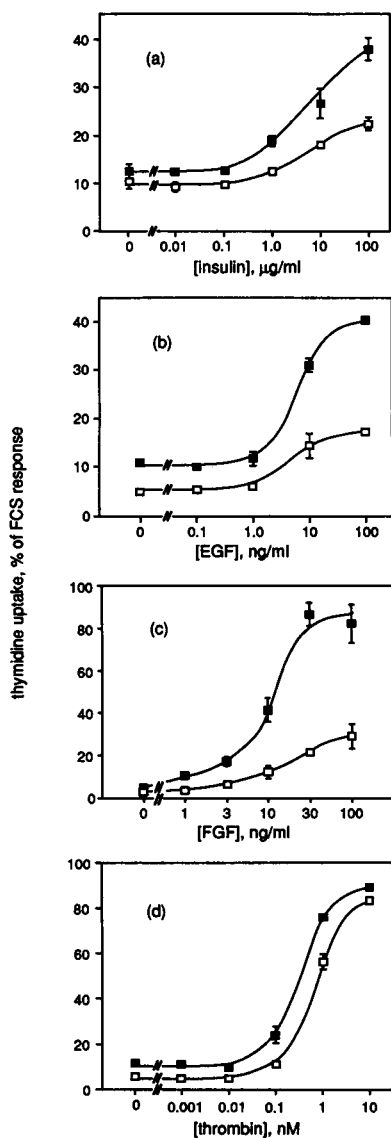 thymidine uptake, % of FCS response
(a)
40
30
20
10
0
0 0.01 0.1 1.0 10 100
[insulin], μg/ml
(b)
40
30
20
10
0
0 0.1 1.0 10 100
[EGF], ng/ml
(c)
100
80
60
40
20
0
0 1 3 10 30 100
[FGF], ng/ml
(d)
100
80
60
40
20
0
0 0.001 0.01 0.1 1 10
[thrombin], nM